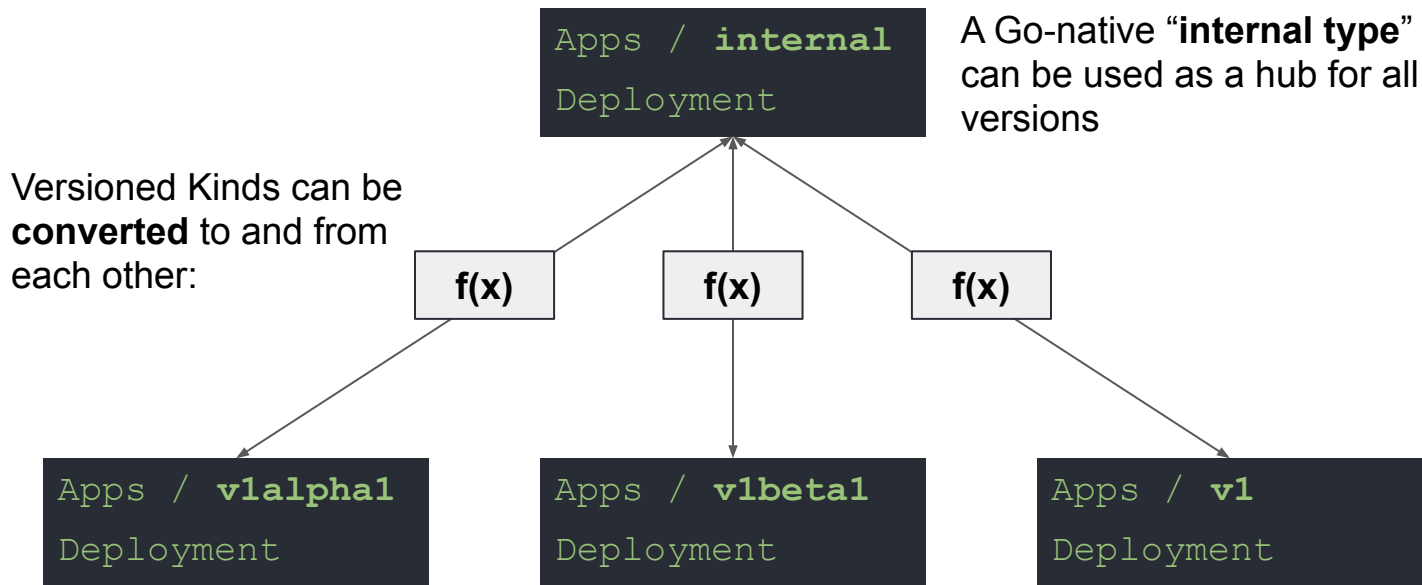 Apps / internal
Deployment
A Go-native “internal type”
can be used as a hub for all
versions
Versioned Kinds can be
converted to and from
each other:
f(x)
f(x)
f(x)
Apps / v1alpha1
Deployment
Apps / v1beta1
Deployment
Apps / v1
Deployment